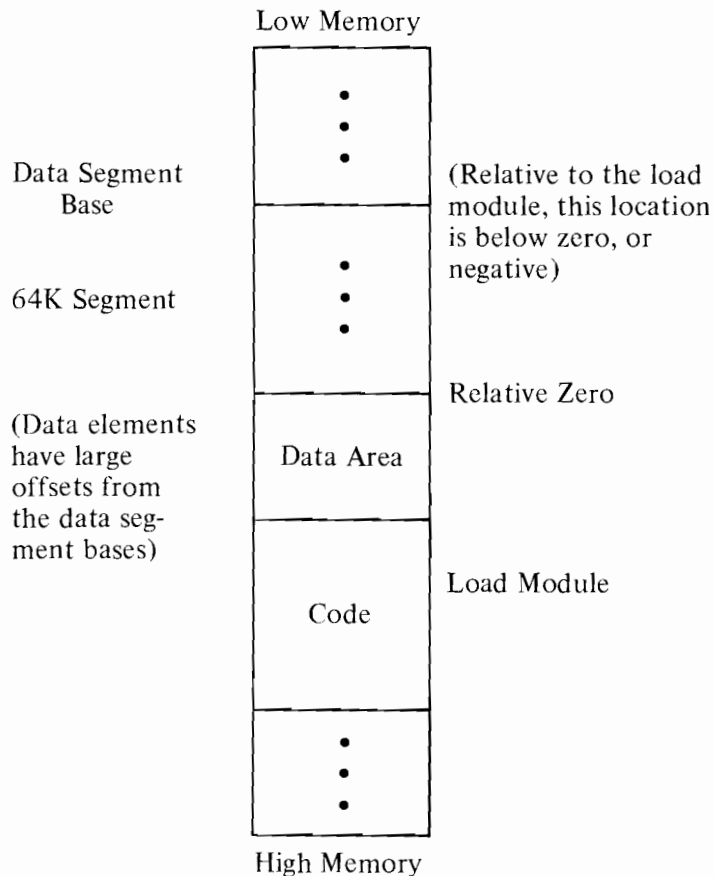 Low Memory
Data Segment
Base
(Relative to the load
module, this location
is below zero, or
negative)
64K Segment
Relative Zero
(Data elements
have large
offsets from
the data seg-
ment bases)
Data Area
Load Module
Code
High Memory